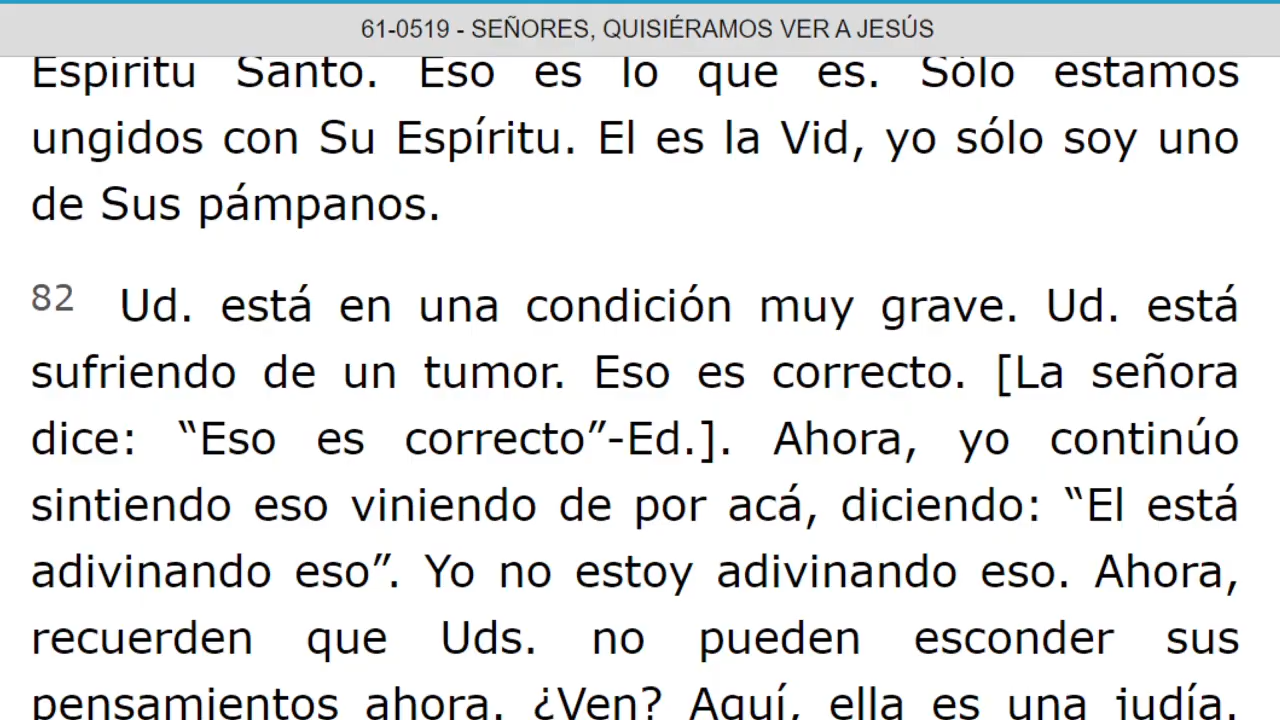 61-0519 - SEÑORES, QUISIÉRAMOS VER A JESÚS
Espíritu Santo. Eso es lo que es. Sólo estamos
ungidos con Su Espíritu. El es la Vid, yo sólo soy uno
de Sus pámpanos.
82 Ud. está en una condición muy grave. Ud. está
sufriendo de un tumor. Eso es correcto. [La señora
dice: “Eso es correcto”-Ed.]. Ahora, yo continúo
sintiendo eso viniendo de por acá, diciendo: “El está
adivinando eso”. Yo no estoy adivinando eso. Ahora,
recuerden que Uds. no pueden esconder sus
pensamientos ahora. ¿Ven? Aquí, ella es una judía.